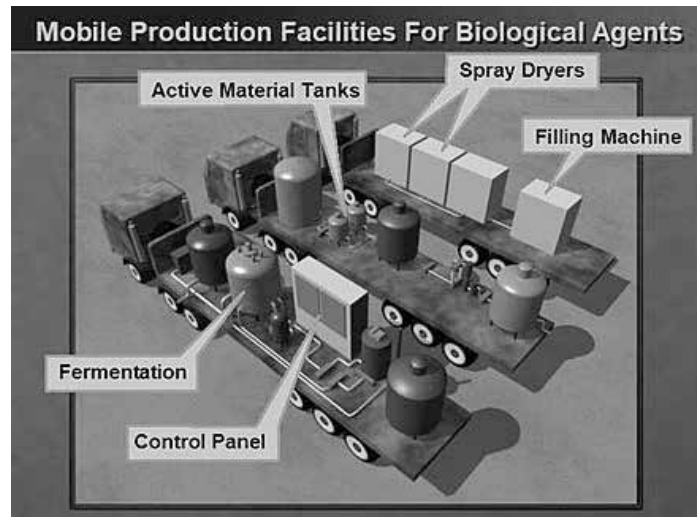 Mobile Production Facilities For Biological Agents
Spray Dryers
Active Material Tanks
Filling Machine
Fermentation
Control Panel